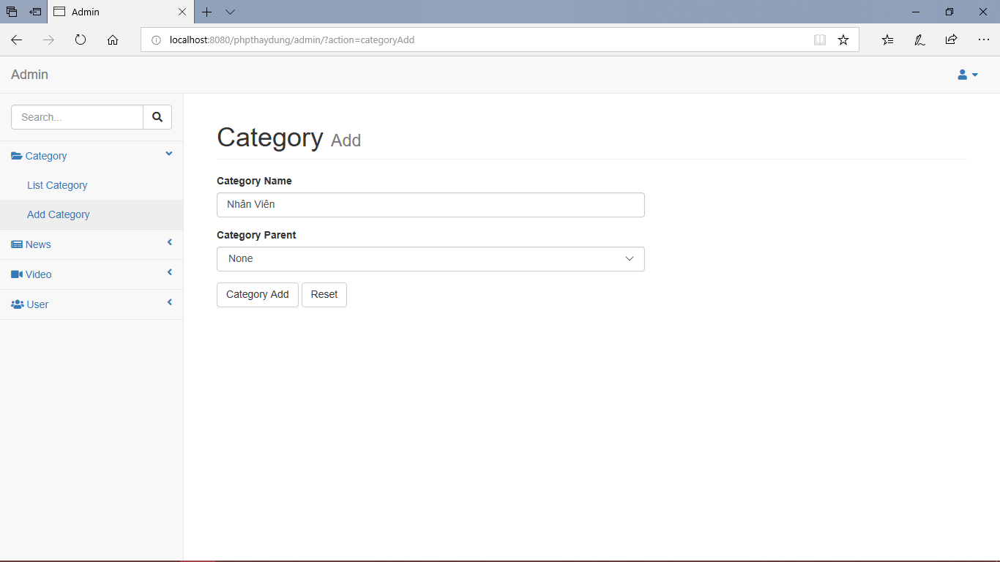 Admin
localhost:8080/phpthaydung/admin/?action=categoryAdd
Admin
Search...
Category
List Category
Add Category
News
Video
User
Category Add
Category Name
Nhân Viên
Category Parent
None
Category Add Reset